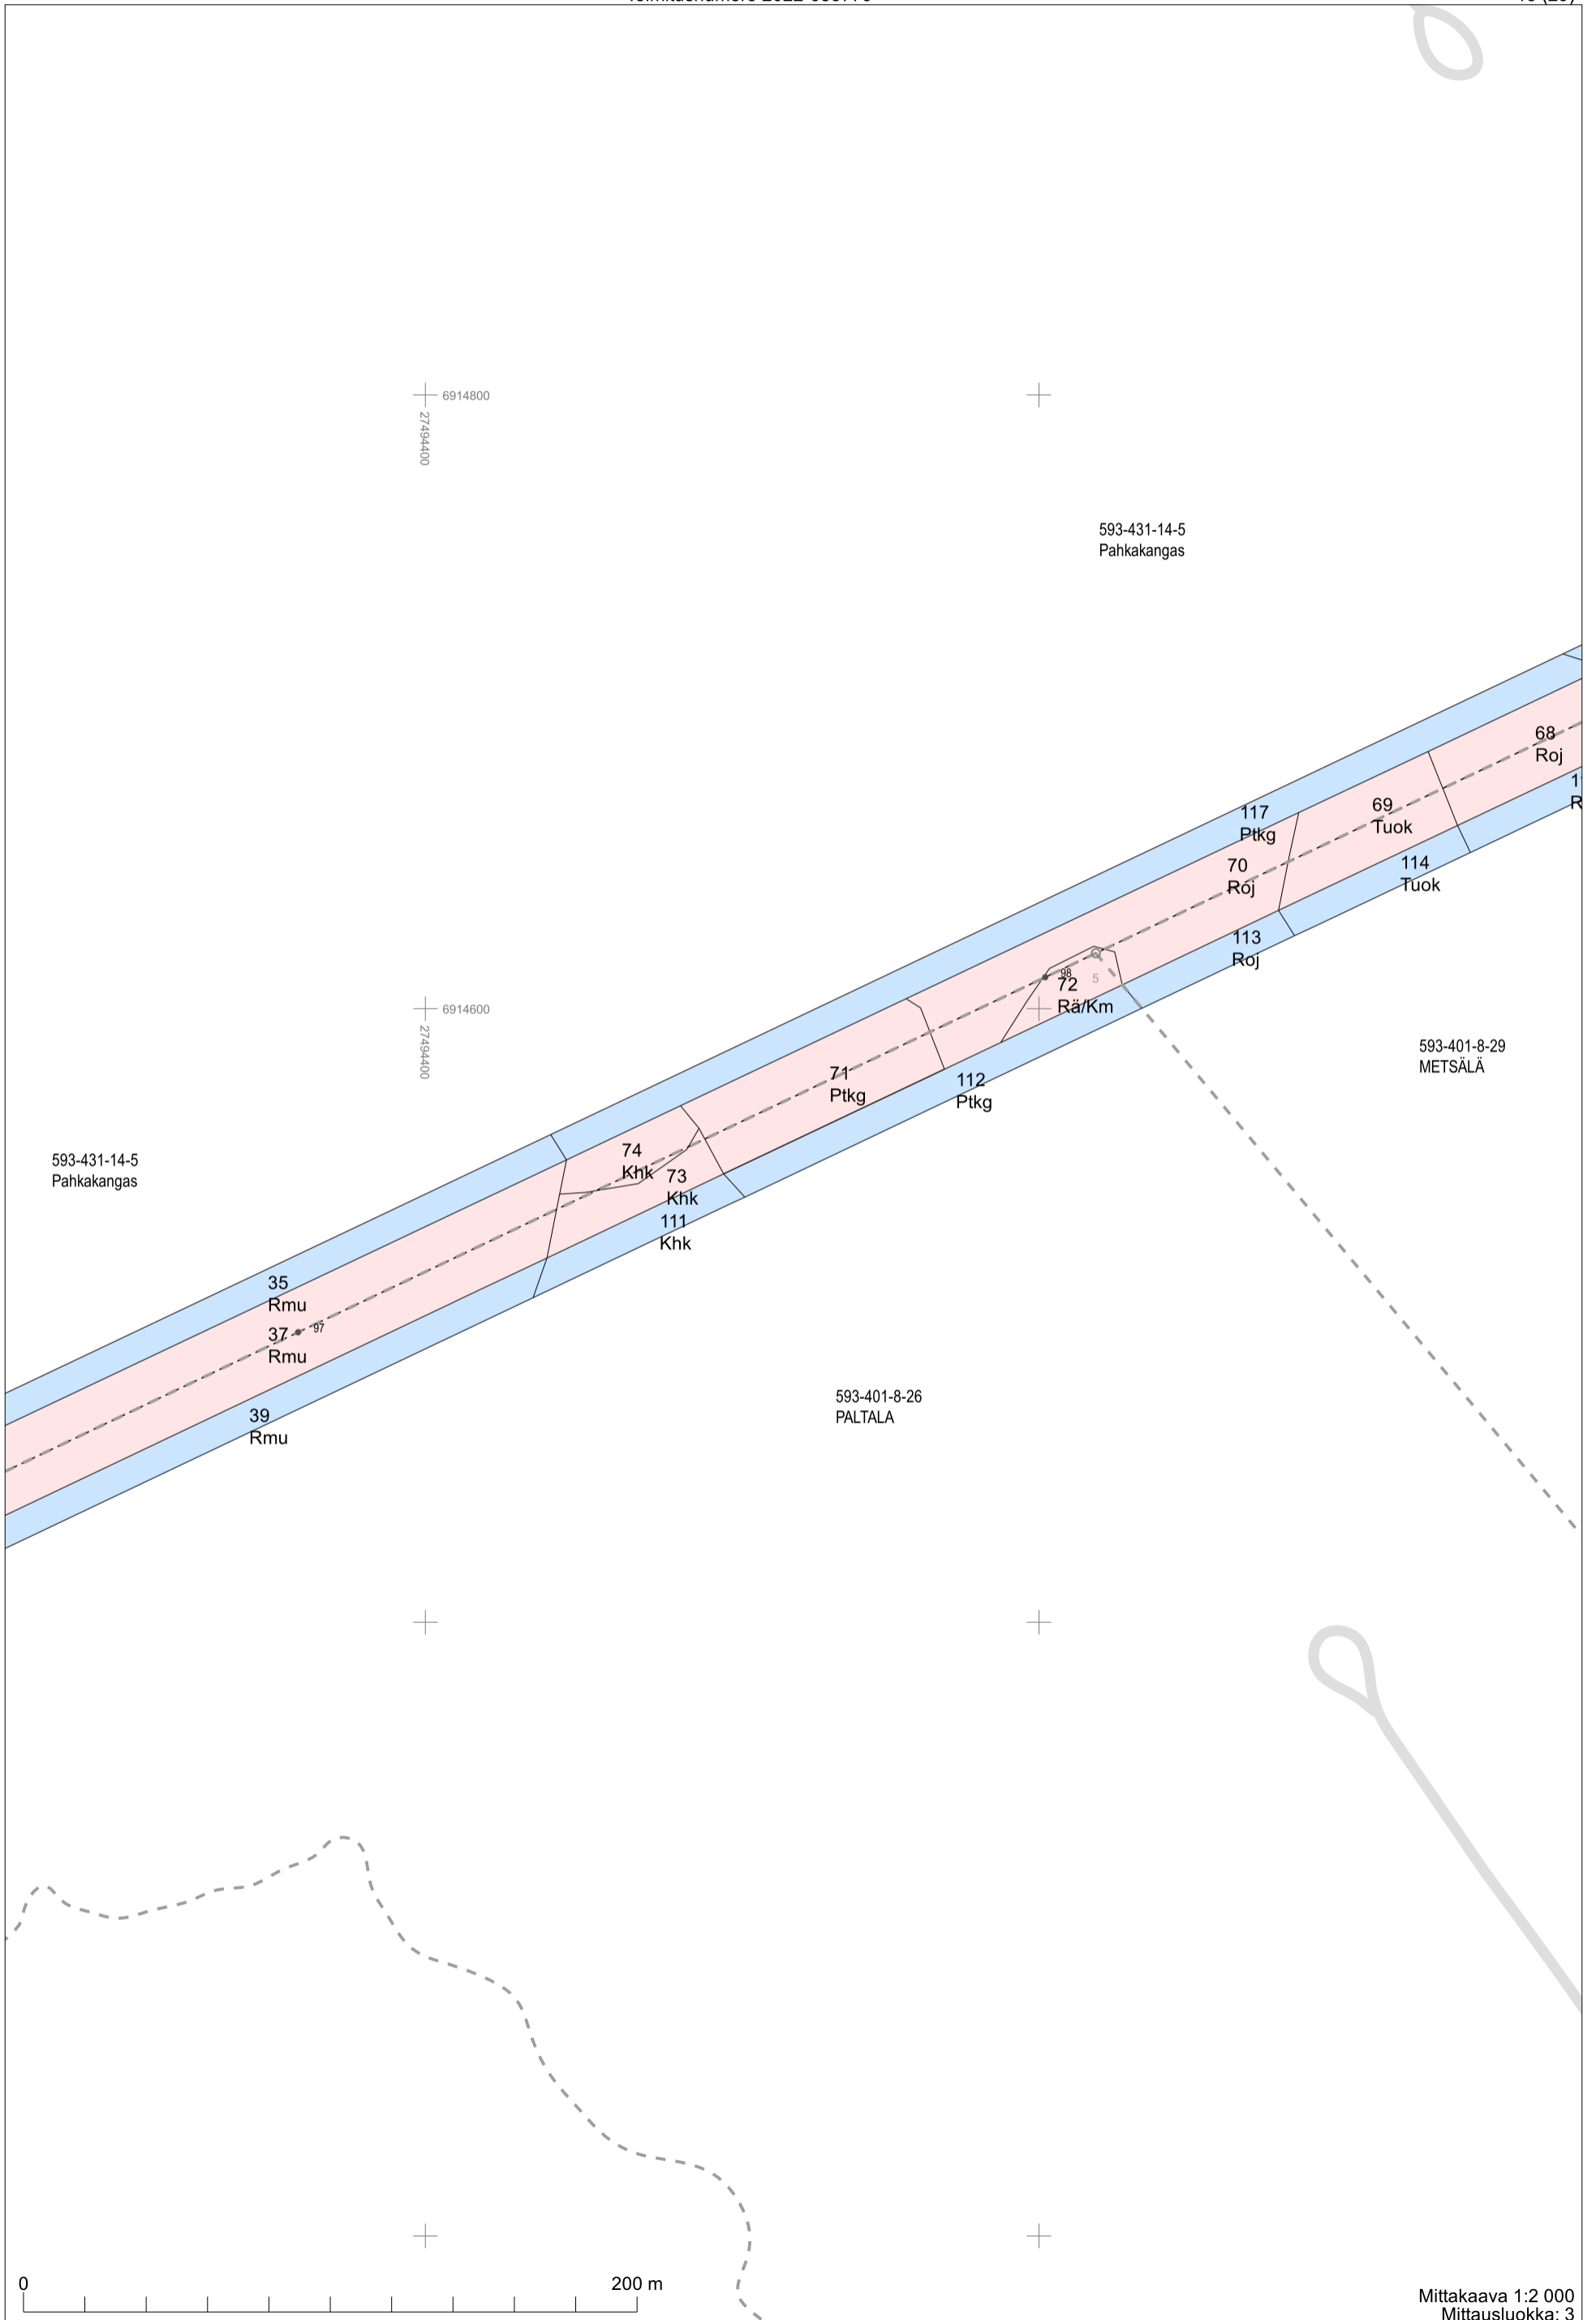 6914800
27494400
593-431-14-5
Pahkakangas
68
Roj
117
Ptkg
69
Tuok
70
Roj
114
Tuok
113
Roj
98
5
72
Rä/Km
6914600
27494400
593-401-8-29
METSÄLÄ
71
Ptkg
112
Ptkg
74
Khk
73
Khk
593-431-14-5
Pahkakangas
111
Khk
35
Rmu
97
37
Rmu
593-401-8-26
PALTALA
39
Rmu
0
200 m
Mittakaava 1:2 000
Mittausluokka: 3